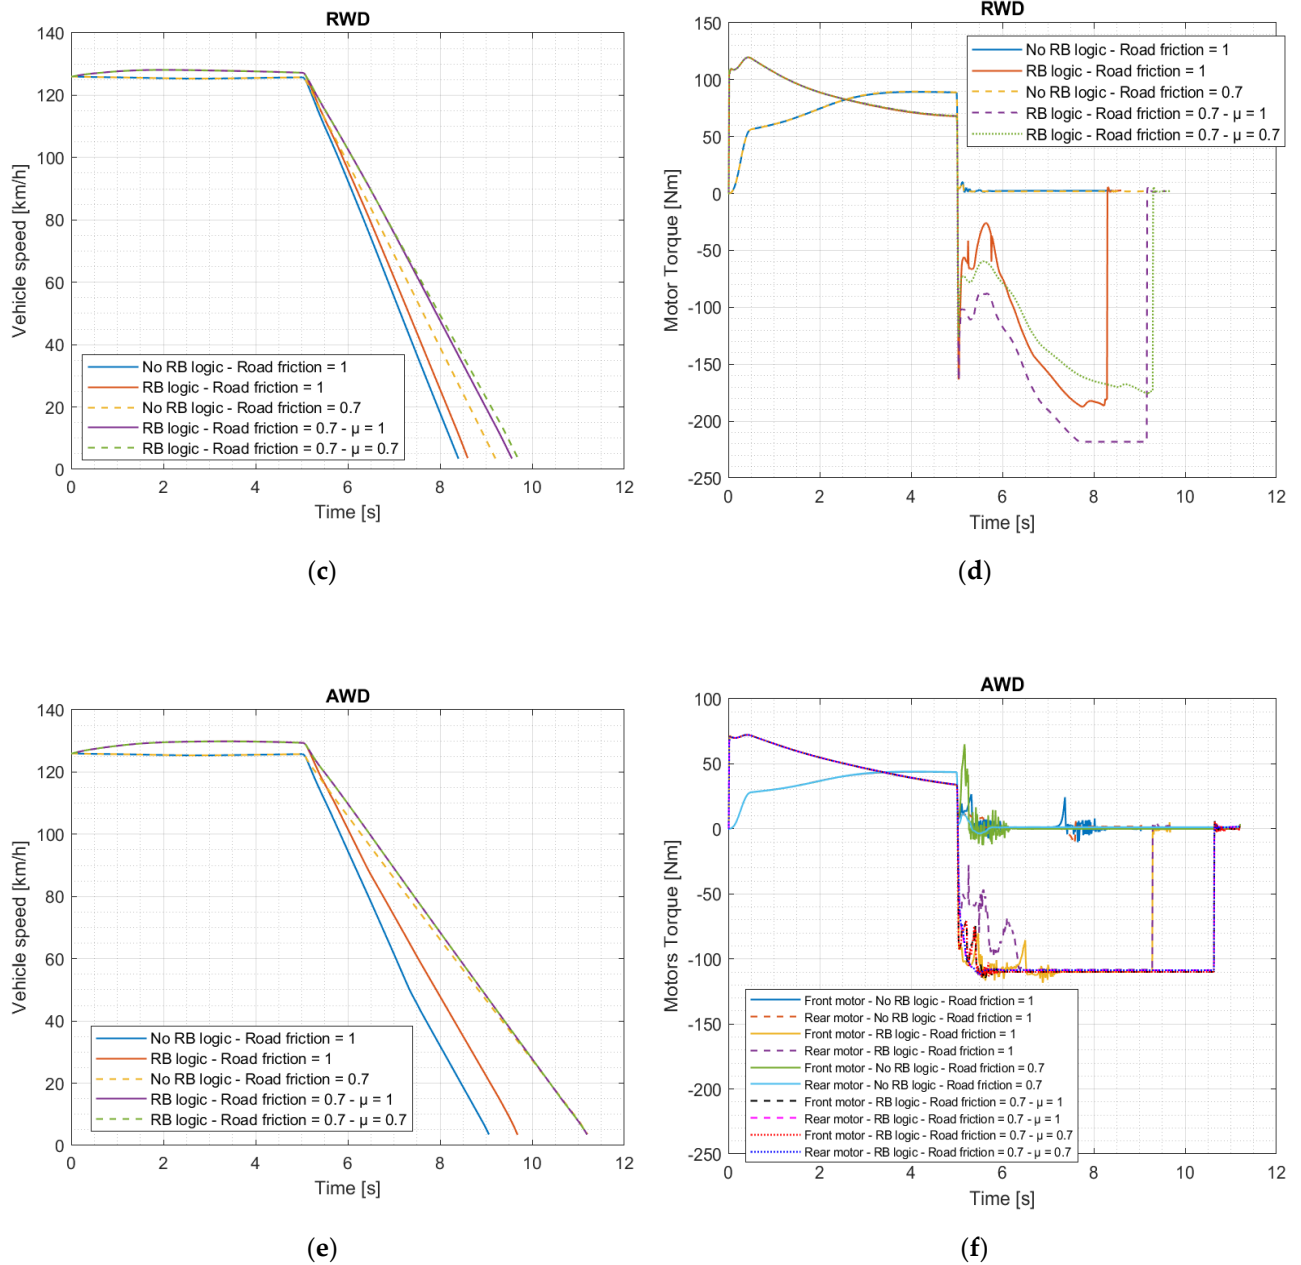 RWD
140
120
100
80
60
40
20
0
Vehicle speed [km/h]
No RB logic - Road friction = 1
RB logic - Road friction = 1
No RB logic - Road friction = 0.7
RB logic - Road friction = 0.7 - μ = 1
RB logic - Road friction = 0.7 - μ = 0.7
0 2 4 6 8 10 12
Time [s]
(c)
RWD
150
100
50
0
-50
-100
-150
-200
-250
Motor Torque [Nm]
No RB logic - Road friction = 1
RB logic - Road friction = 1
No RB logic - Road friction = 0.7
RB logic - Road friction = 0.7 - μ = 1
RB logic - Road friction = 0.7 - μ = 0.7
0 2 4 6 8 10 12
Time [s]
(d)
AWD
140
120
100
80
60
40
20
0
Vehicle speed [km/h]
No RB logic - Road friction = 1
RB logic - Road friction = 1
No RB logic - Road friction = 0.7
RB logic - Road friction = 0.7 - μ = 1
RB logic - Road friction = 0.7 - μ = 0.7
0 2 4 6 8 10 12
Time [s]
(e)
AWD
100
50
0
-50
-100
-150
-200
-250
Motors Torque [Nm]
Front motor - No RB logic - Road friction = 1
Rear motor - No RB logic - Road friction = 1
Front motor - RB logic - Road friction = 1
Rear motor - RB logic - Road friction = 1
Front motor - No RB logic - Road friction = 0.7
Rear motor - No RB logic - Road friction = 0.7
Front motor - RB logic - Road friction = 0.7 - μ = 1
Rear motor - RB logic - Road friction = 0.7 - μ = 1
Front motor - RB logic - Road friction = 0.7 - μ = 0.7
Rear motor - RB logic - Road friction = 0.7 - μ = 0.7
0 2 4 6 8 10 12
Time [s]
(f)